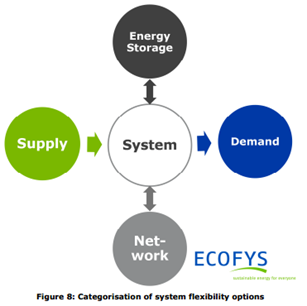 Energy
Storage
Supply
System
Demand
Net-
work
ECOFYS
sustainable energy for everyone
Figure 8: Categorisation of system flexibility options